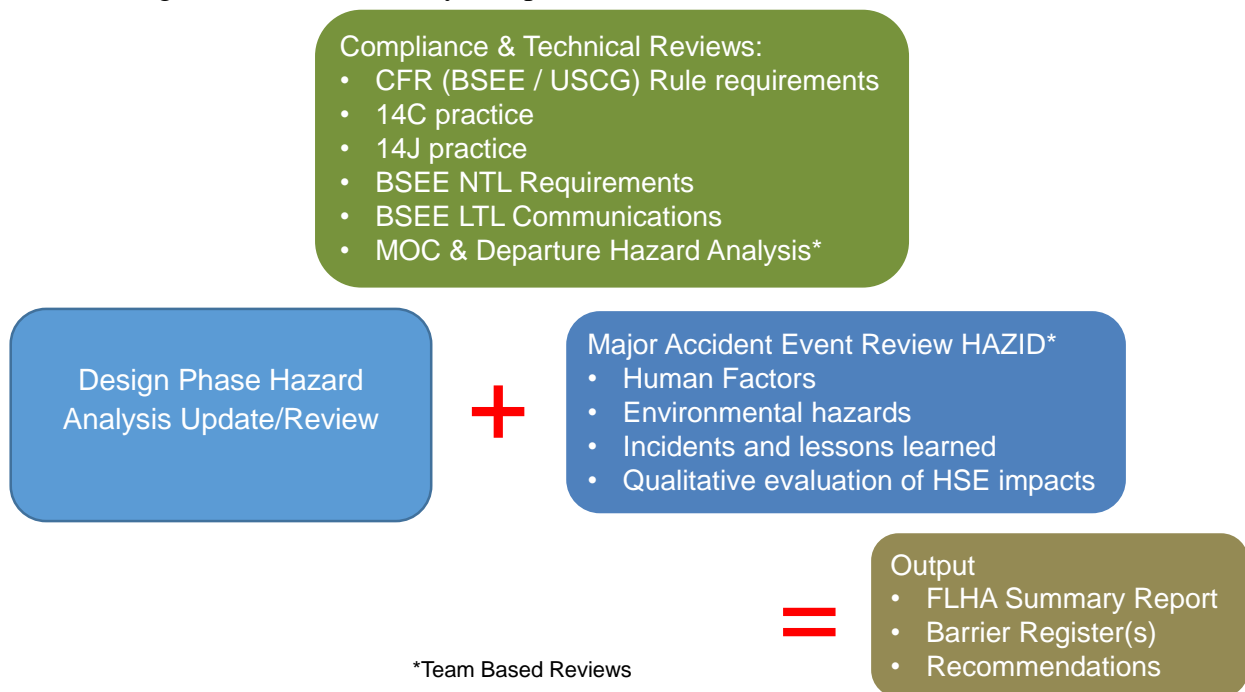 Compliance & Technical Reviews:
• CFR (BSEE / USCG) Rule requirements
• 14C practice
• 14J practice
• BSEE NTL Requirements
• BSEE LTL Communications
• MOC & Departure Hazard Analysis*
Design Phase Hazard
Analysis Update/Review
+
Major Accident Event Review HAZID*
• Human Factors
• Environmental hazards
• Incidents and lessons learned
• Qualitative evaluation of HSE impacts
=
Output
• FLHA Summary Report
• Barrier Register(s)
• Recommendations
*Team Based Reviews